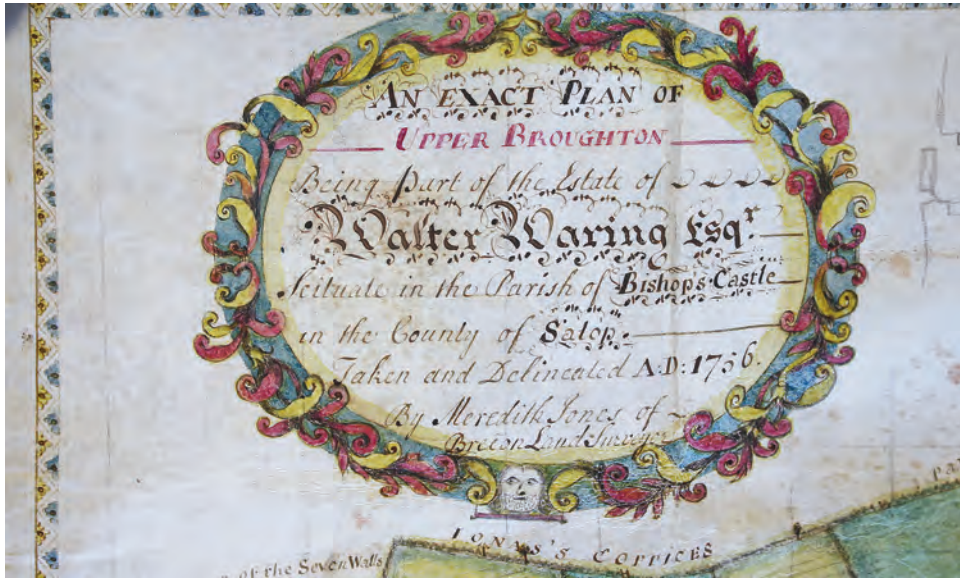 AN EXACT PLAN OF
UPPER BROUGHTON
Being Part of the Estate of
Walter Waring Esqr.
Scituate in the Parish of Bishops Castle
in the County of Salop
Taken and Delineated A:D:1756.
By Meredith Jones of
Brecon Land Surveyor
IONAS'S COPPICES
of the Seven Walls